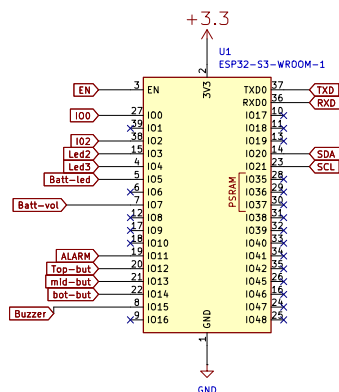 +3.3
U1
ESP32-S3-WROOM-1
2
3V3
EN 3 EN TXD0 37 TXD
RXD0 36 RXD
IO0 27 IO0 IO17 10
39 IO1 IO18 11
IO2 38 IO2 IO19 13
Led2 15 IO3 IO20 14 SDA
Led3 4 IO4 IO21 23 SCL
Batt-led 5 IO5 IO35 28
6 IO6 PSRAM IO36 29
Batt-vol 7 IO7 IO37 30
12 IO8 IO38 31
17 IO9 IO39 32
18 IO10 IO40 33
ALARM 19 IO11 IO41 34
Top-but 20 IO12 IO42 35
mid-but 21 IO13 IO45 26
bot-but 22 IO14 IO46 16
Buzzer 8 IO15 IO47 24
9 IO16 IO48 25
GND
1
GND